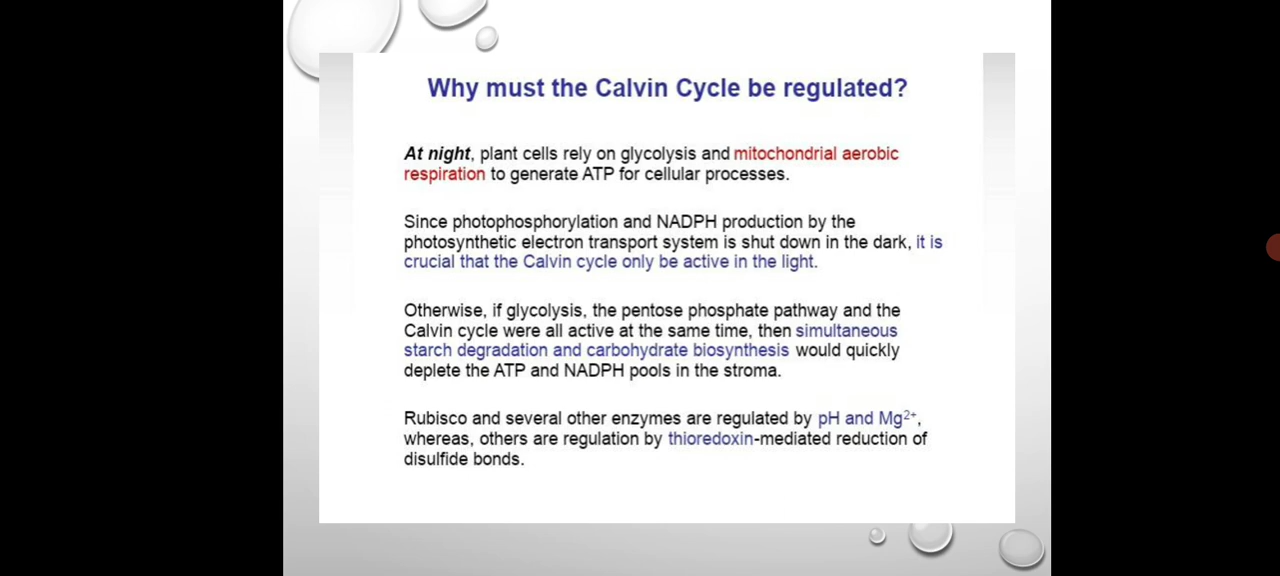 Why must the Calvin Cycle be regulated?
At night, plant cells rely on glycolysis and mitochondrial aerobic
respiration to generate ATP for cellular processes.
Since photophosphorylation and NADPH production by the
photosynthetic electron transport system is shut down in the dark, it is
crucial that the Calvin cycle only be active in the light.
Otherwise, if glycolysis, the pentose phosphate pathway and the
Calvin cycle were all active at the same time, then simultaneous
starch degradation and carbohydrate biosynthesis would quickly
deplete the ATP and NADPH pools in the stroma.
Rubisco and several other enzymes are regulated by pH and Mg²⁺,
whereas, others are regulation by thioredoxin-mediated reduction of
disulfide bonds.